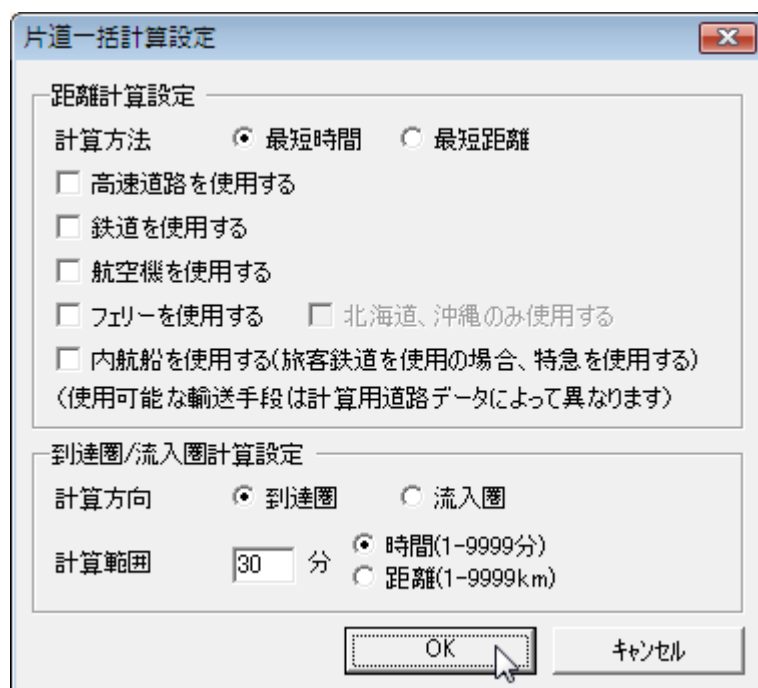 片道一括計算設定
距離計算設定
計算方法 最短時間 最短距離
高速道路を使用する
鉄道を使用する
航空機を使用する
フェリーを使用する 北海道、沖縄のみ使用する
内航船を使用する(旅客鉄道を使用の場合、特急を使用する)
(使用可能な輸送手段は計算用道路データによって異なります)
到達圏/流入圏計算設定
計算方向 到達圏 流入圏
計算範囲 30 分 時間(1-9999分)
距離(1-9999km)
OK キャンセル